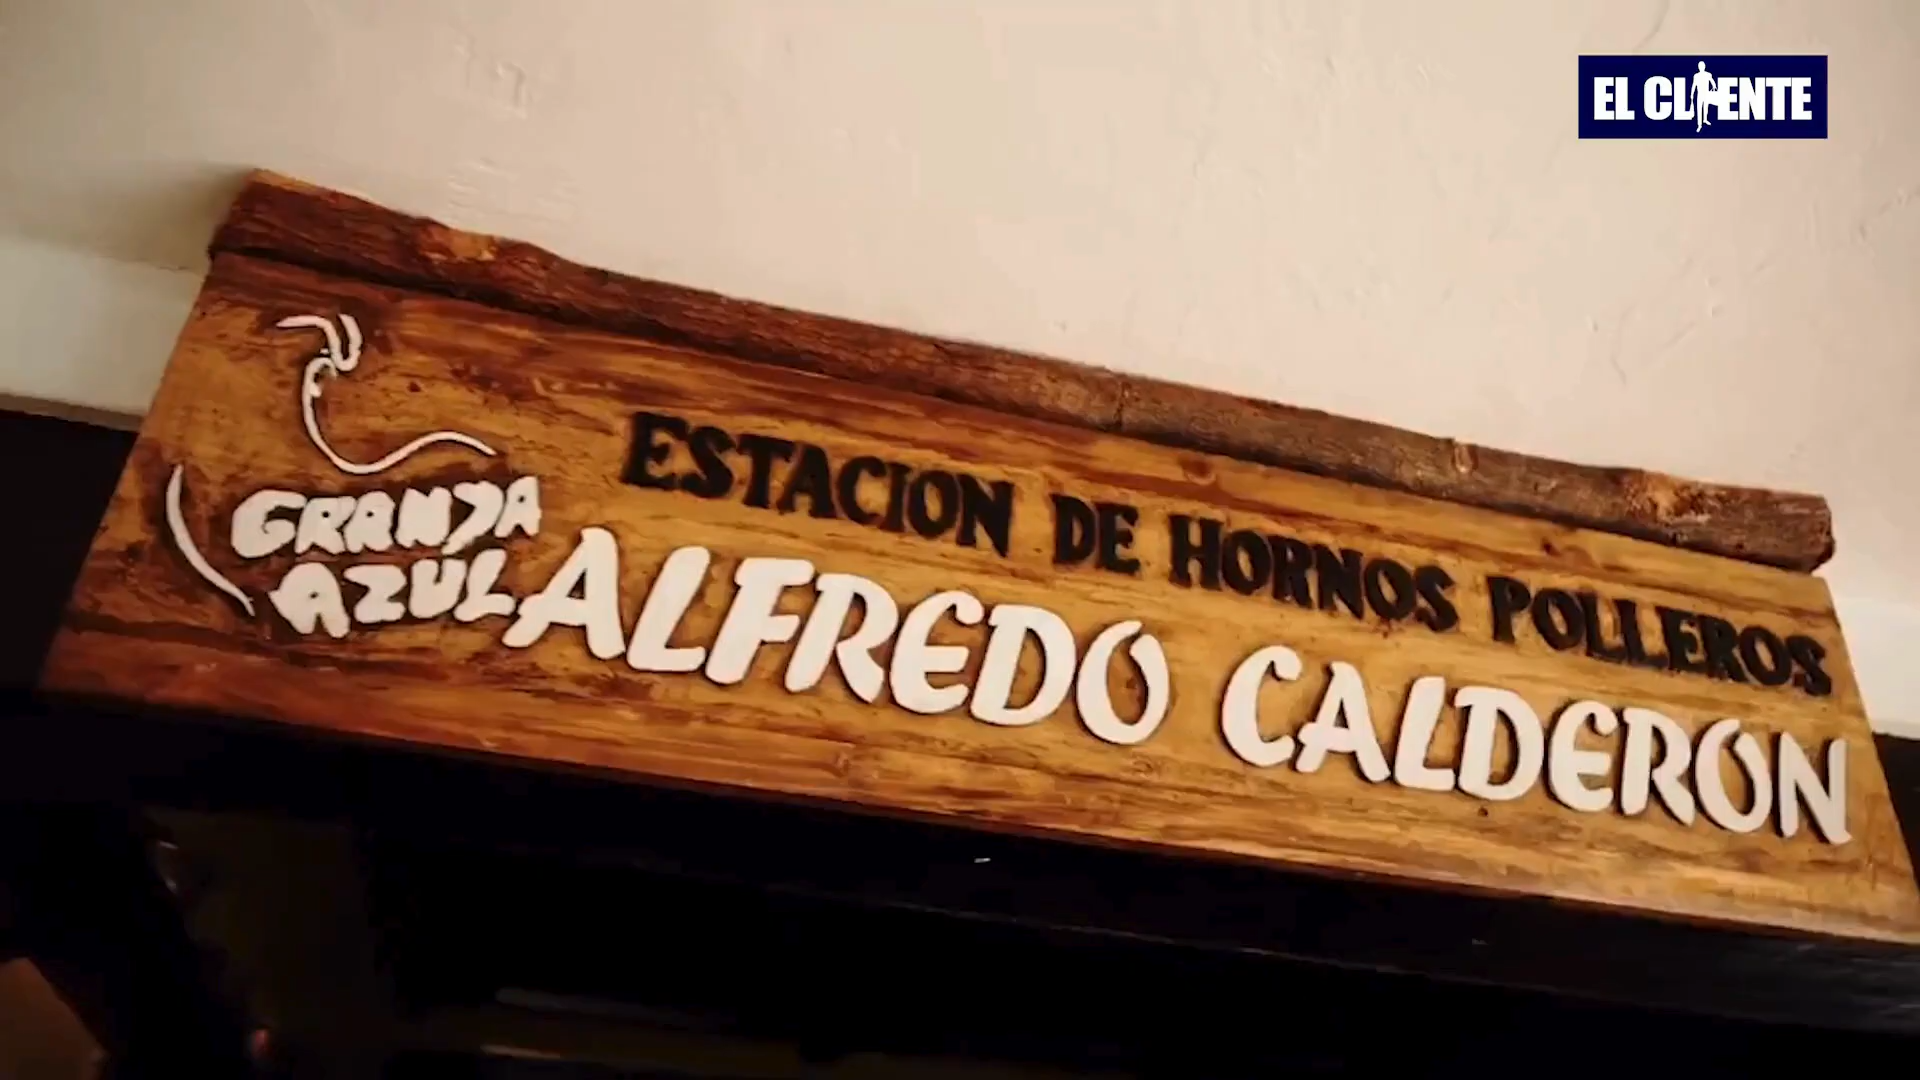 EL CLIENTE
ESTACION DE HORNOS POLLEROS
GRANJA
AZUL
ALFREDO CALDERON